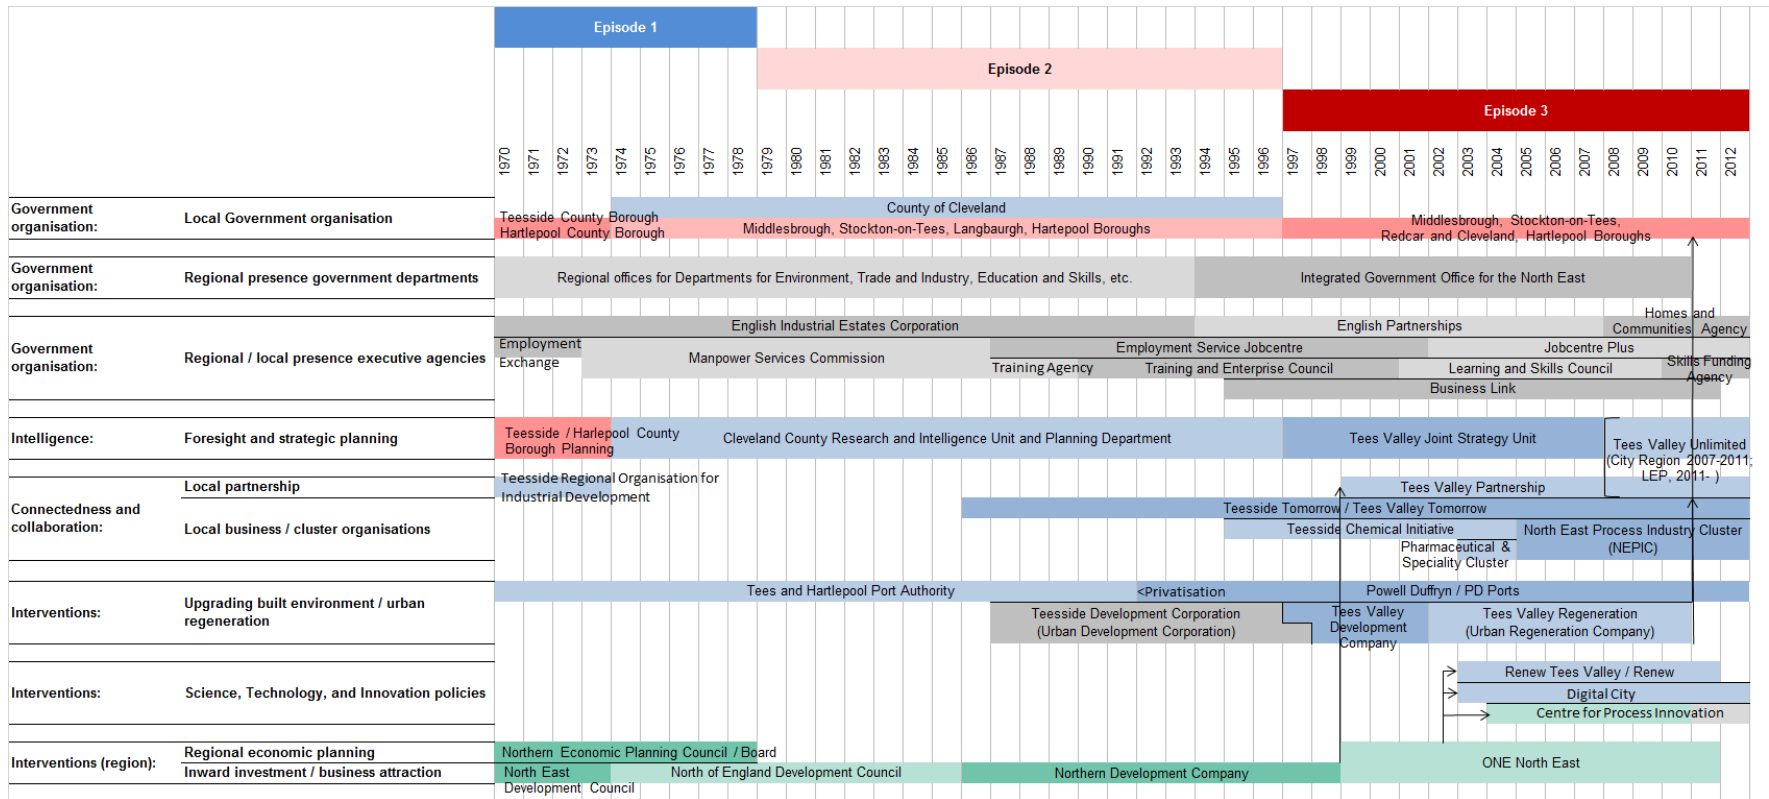 Episode 1
Episode 2
Episode 3
1970 1971 1972 1973 1974 1975 1976 1977 1978 1979 1980 1981 1982 1983 1984 1985 1986 1987 1988 1989 1990 1991 1992 1993 1994 1995 1996 1997 1998 1999 2000 2001 2002 2003 2004 2005 2006 2007 2008 2009 2010 2011 2012
Government
organisation:
Local Government organisation
Teesside County Borough
Hartlepool County Borough
County of Cleveland
Middlesbrough, Stockton-on-Tees, Langbaurgh, Hartepool Boroughs
Middlesbrough, Stockton-on-Tees,
Redcar and Cleveland, Hartlepool Boroughs
Government
organisation:
Regional presence government departments
Regional offices for Departments for Environment, Trade and Industry, Education and Skills, etc.
Integrated Government Office for the North East
Government
organisation:
Regional / local presence executive agencies
English Industrial Estates Corporation
English Partnerships
Homes and
Communities Agency
Employment
Exchange
Manpower Services Commission
Employment Service Jobcentre
Jobcentre Plus
Training Agency
Training and Enterprise Council
Learning and Skills Council
Skills Funding
Agency
Business Link
Intelligence:
Foresight and strategic planning
Teesside / Harlepool County
Borough Planning
Cleveland County Research and Intelligence Unit and Planning Department
Tees Valley Joint Strategy Unit
Tees Valley Unlimited
(City Region 2007-2011;
LEP, 2011- )
Connectedness and
collaboration:
Local partnership
Teesside Regional Organisation for
Industrial Development
Tees Valley Partnership
Local business / cluster organisations
Teesside Tomorrow / Tees Valley Tomorrow
Teesside Chemical Initiative
Pharmaceutical &
Speciality Cluster
North East Process Industry Cluster
(NEPIC)
Interventions:
Upgrading built environment / urban
regeneration
Tees and Hartlepool Port Authority
<Privatisation
Powell Duffryn / PD Ports
Teesside Development Corporation
(Urban Development Corporation)
Tees Valley
Development
Company
Tees Valley Regeneration
(Urban Regeneration Company)
Interventions:
Science, Technology, and Innovation policies
Renew Tees Valley / Renew
Digital City
Centre for Process Innovation
Interventions (region):
Regional economic planning
Northern Economic Planning Council / Board
Inward investment / business attraction
North East
Development Council
North of England Development Council
Northern Development Company
ONE North East